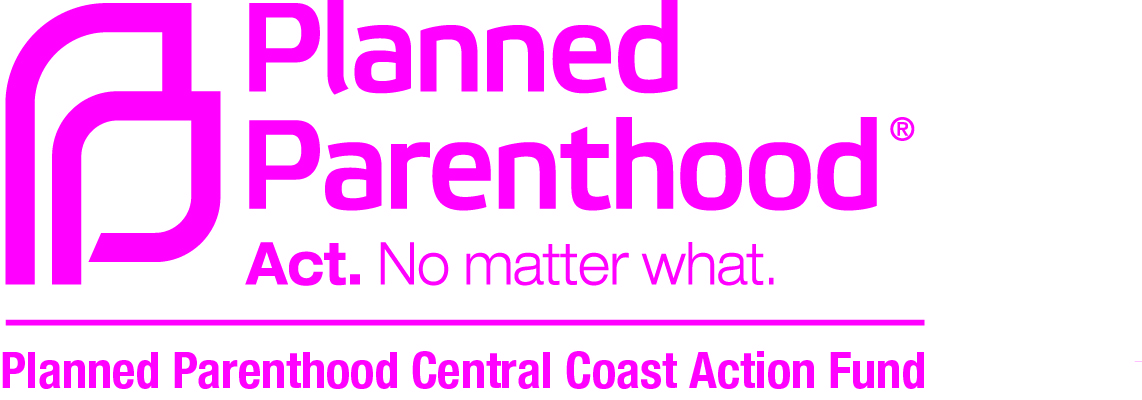 Planned
Parenthood®
Act. No matter what.
Planned Parenthood Central Coast Action Fund